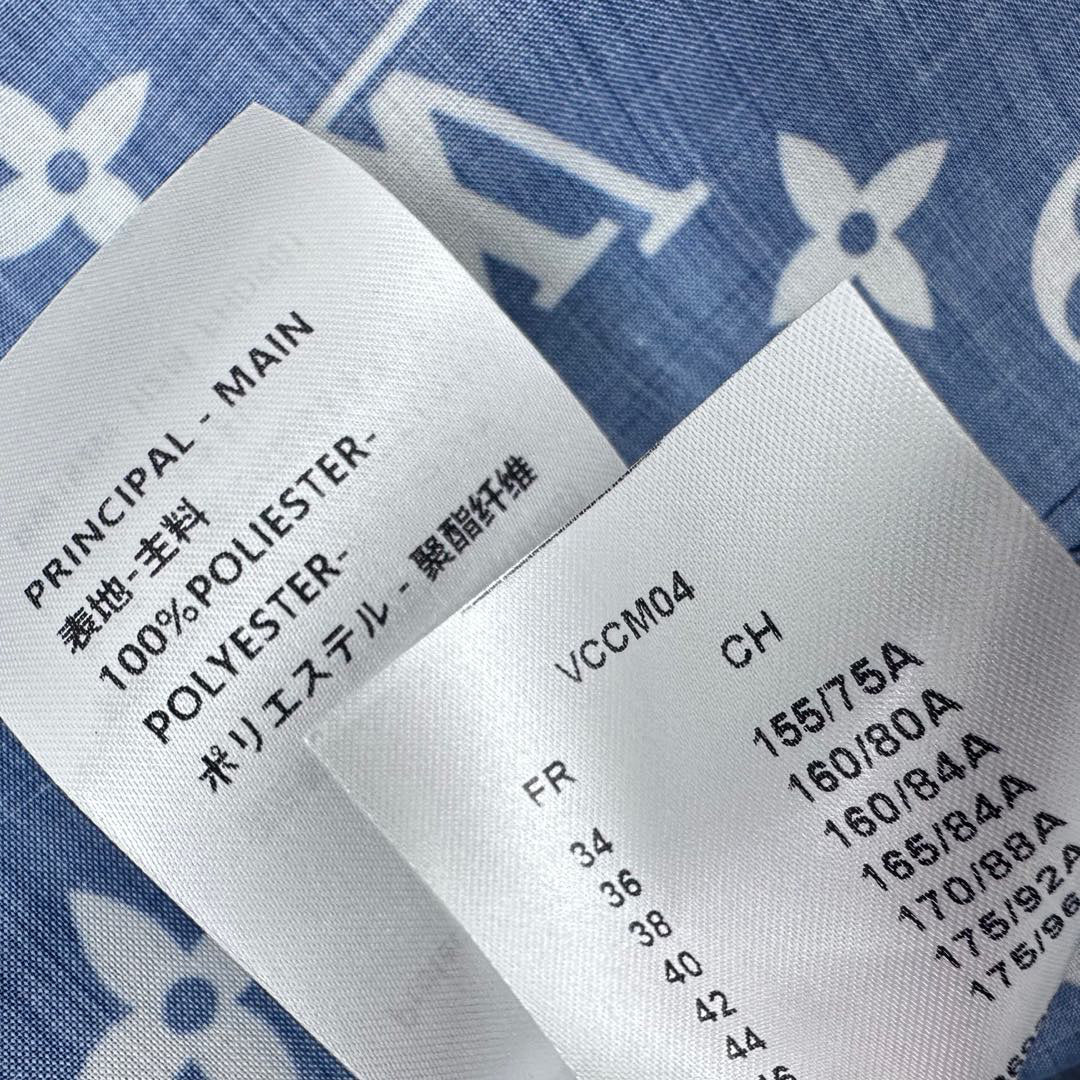 PRINCIPAL - MAIN
表地-主料
100%POLIESTER-
POLYESTER-
ポリエステル - 聚酯纤维
VCCM04
FR CH
34 155/75A
36 160/80A
38 160/84A
40 165/84A
42 170/88A
44 175/92A
175/96